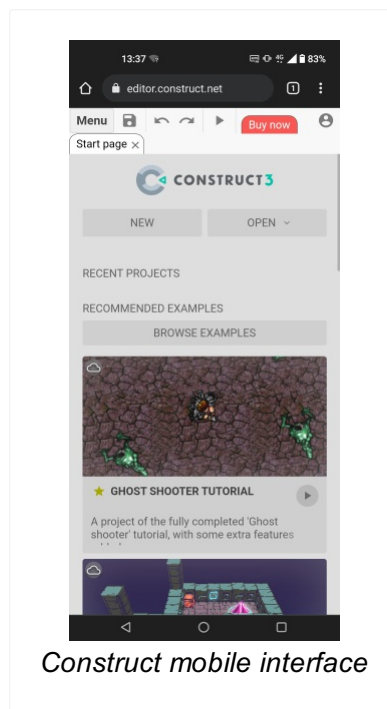 13:37 83%
editor.construct.net 1
Menu Buy now
Start page ×
CONSTRUCT3
NEW OPEN
RECENT PROJECTS
RECOMMENDED EXAMPLES
BROWSE EXAMPLES
GHOST SHOOTER TUTORIAL
A project of the fully completed 'Ghost
shooter' tutorial, with some extra features
Construct mobile interface